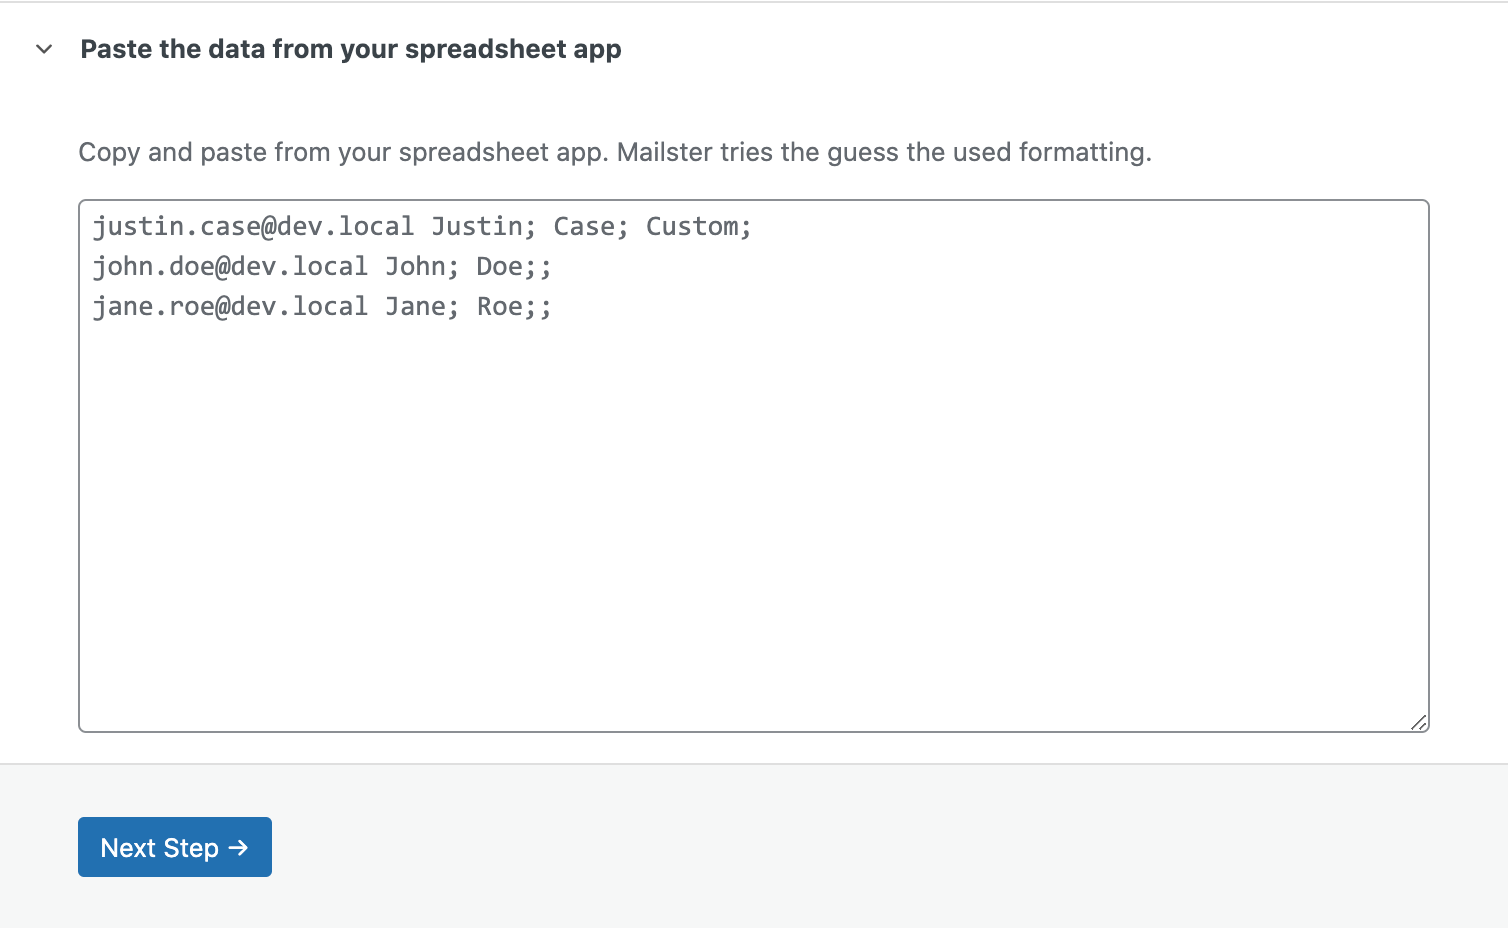 Paste the data from your spreadsheet app
Copy and paste from your spreadsheet app. Mailster tries the guess the used formatting.
justin.case@dev.local Justin; Case; Custom;
john.doe@dev.local John; Doe;;
jane.roe@dev.local Jane; Roe;;
Next Step →